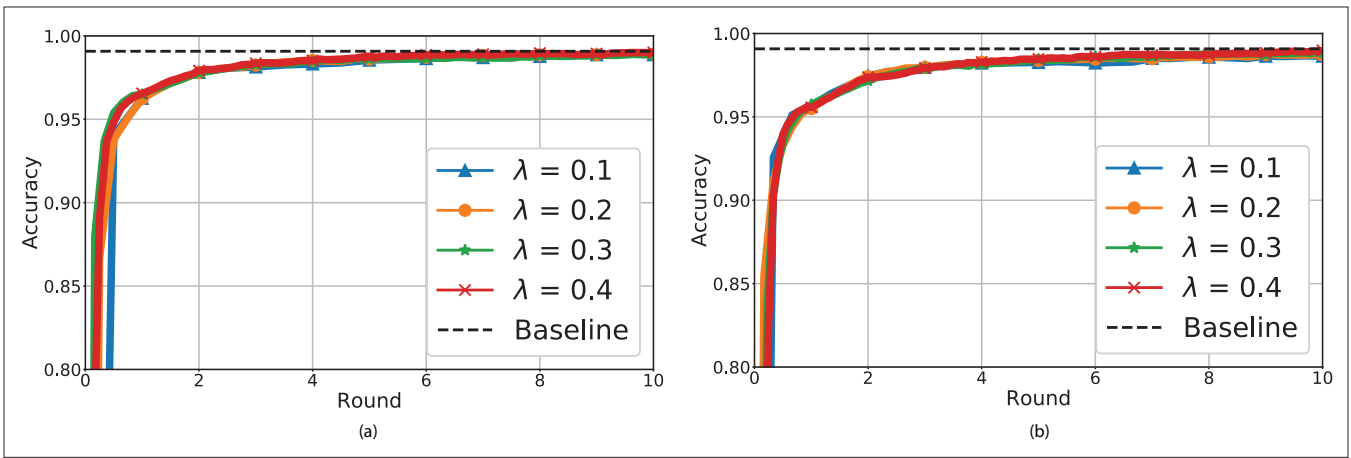 1.00
0.95
0.90
0.85
0.80
Accuracy
0 2 4 6 8 10
Round
λ = 0.1
λ = 0.2
λ = 0.3
λ = 0.4
Baseline
(a)
1.00
0.95
0.90
0.85
0.80
Accuracy
0 2 4 6 8 10
Round
λ = 0.1
λ = 0.2
λ = 0.3
λ = 0.4
Baseline
(b)